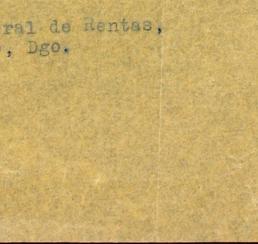 ral de Rentas,
, Dgo.